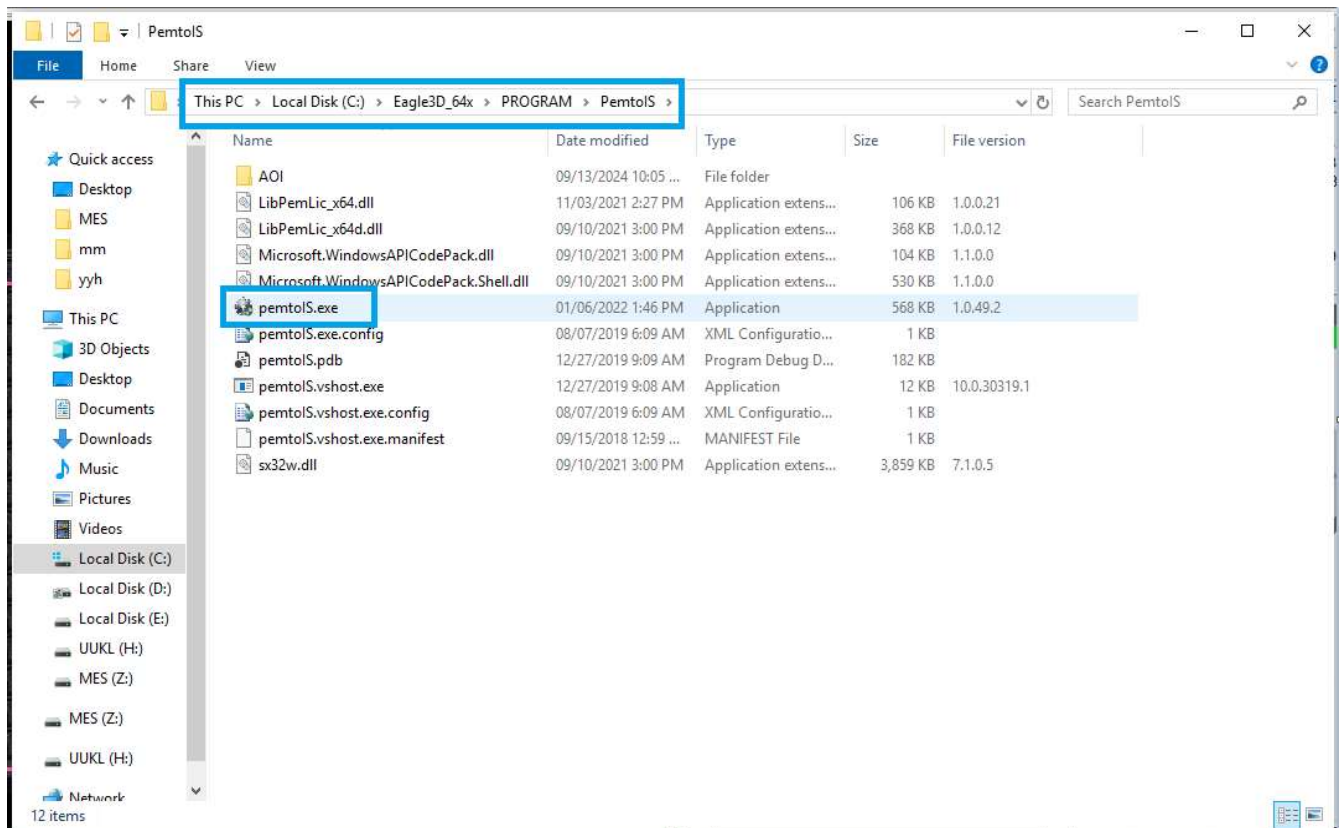 PemtolS
File Home Share View
This PC > Local Disk (C:) > Eagle3D_64x > PROGRAM > PemtolS >
Search PemtolS
Name Date modified Type Size File version
AOI 09/13/2024 10:05 ... File folder
LibPemLic_x64.dll 11/03/2021 2:27 PM Application extens... 106 KB 1.0.0.21
LibPemLic_x64d.dll 09/10/2021 3:00 PM Application extens... 368 KB 1.0.0.12
Microsoft.WindowsAPICodePack.dll 09/10/2021 3:00 PM Application extens... 104 KB 1.1.0.0
Microsoft.WindowsAPICodePack.Shell.dll 09/10/2021 3:00 PM Application extens... 530 KB 1.1.0.0
pemtolS.exe 01/06/2022 1:46 PM Application 568 KB 1.0.49.2
pemtolS.exe.config 08/07/2019 6:09 AM XML Configuratio... 1 KB
pemtolS.pdb 12/27/2019 9:09 AM Program Debug D... 182 KB
pemtolS.vshost.exe 12/27/2019 9:08 AM Application 12 KB 10.0.30319.1
pemtolS.vshost.exe.config 08/07/2019 6:09 AM XML Configuratio... 1 KB
pemtolS.vshost.exe.manifest 09/15/2018 12:59 ... MANIFEST File 1 KB
sx32w.dll 09/10/2021 3:00 PM Application extens... 3,859 KB 7.1.0.5
Quick access
Desktop
MES
mm
yyh
This PC
3D Objects
Desktop
Documents
Downloads
Music
Pictures
Videos
Local Disk (C:)
Local Disk (D:)
Local Disk (E:)
UUKL (H:)
MES (Z:)
MES (Z:)
UUKL (H:)
Network
12 items